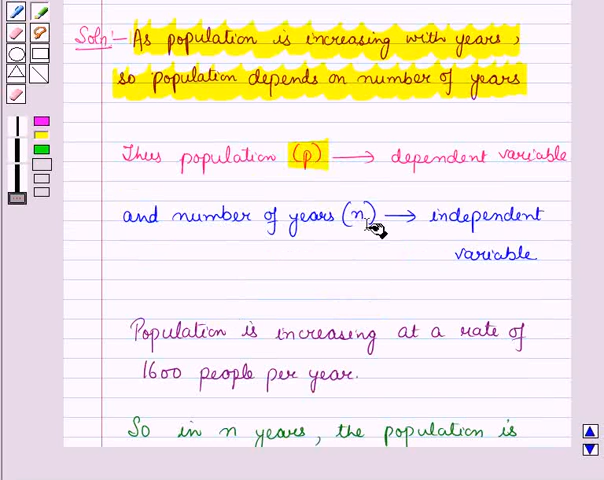 Soln:- As population is increasing with years,
so population depends on number of years
Thus population (p) → dependent variable
and number of years (n) → independent
variable
Population is increasing at a rate of
1600 people per year.
So in n years, the population is